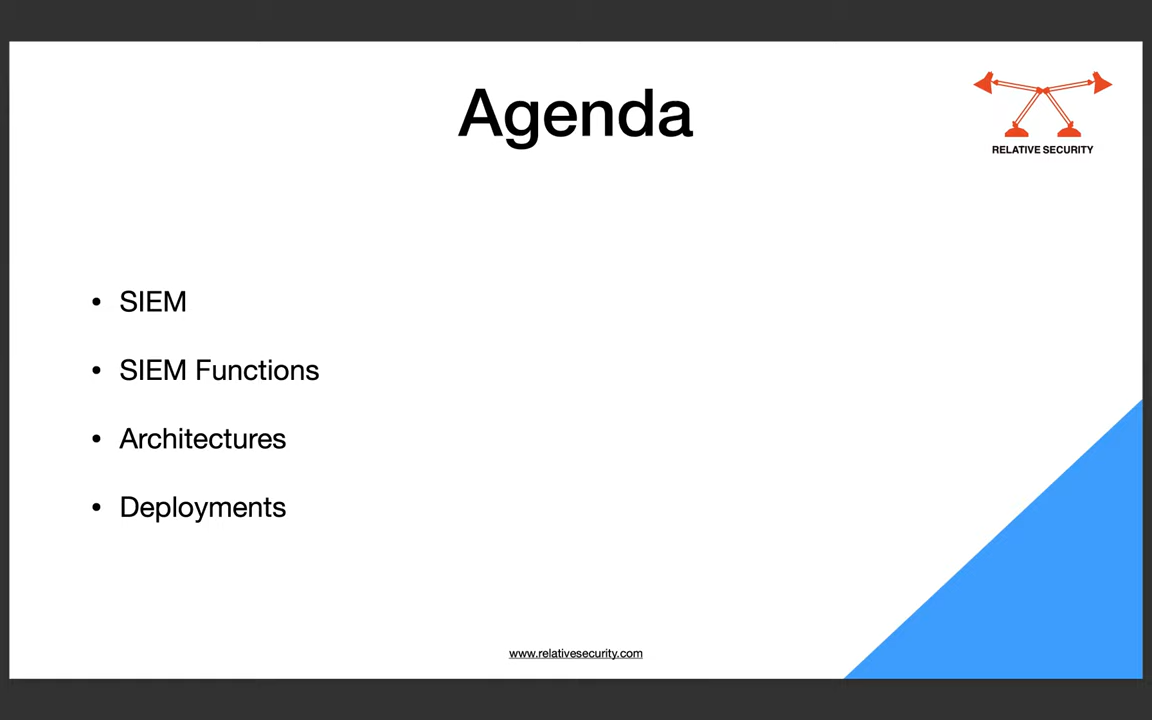 Agenda
RELATIVE SECURITY
• SIEM
• SIEM Functions
• Architectures
• Deployments
www.relativesecurity.com